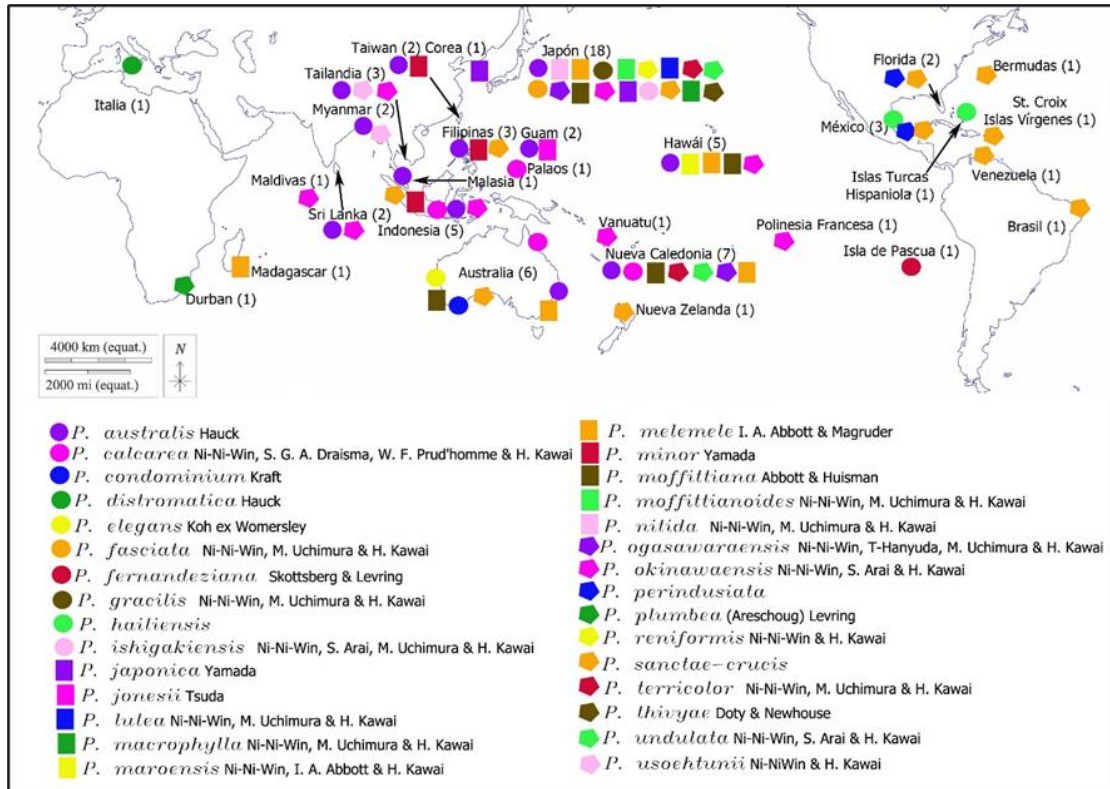 Taiwan (2) Corea (1)
Japón (18)
Florida (2)
Bermudas (1)
Tailandia (3)
Italia (1)
Myanmar (2)
St. Croix
Islas Vírgenes (1)
México (3)
Filipinas (3) Guam (2)
Hawái (5)
Palaos (1)
Malasia (1)
Venezuela (1)
Islas Turcas
Hispaniola (1)
Maldivas (1)
Sri Lanka (2)
Indonesia (5)
Vanuatu(1)
Polinesia Francesa (1)
Brasil (1)
Nueva Caledonia (7)
Isla de Pascua (1)
Madagascar (1)
Australia (6)
Durban (1)
Nueva Zelanda (1)
4000 km (equat.)
2000 mi (equat.)
N
P. australis Hauck
P. calcarea Ni-Ni-Win, S. G. A. Draisma, W. F. Prud'homme & H. Kawai
P. condominium Kraft
P. distromatica Hauck
P. elegans Koh ex Womersley
P. fasciata Ni-Ni-Win, M. Uchimura & H. Kawai
P. fernandeziana Skottsberg & Levring
P. gracilis Ni-Ni-Win, M. Uchimura & H. Kawai
P. haitiensis
P. ishigakiensis Ni-Ni-Win, S. Arai, M. Uchimura & H. Kawai
P. japonica Yamada
P. jonesii Tsuda
P. lutea Ni-Ni-Win, M. Uchimura & H. Kawai
P. macrophylla Ni-Ni-Win, M. Uchimura & H. Kawai
P. maroensis Ni-Ni-Win, I. A. Abbott & H. Kawai
P. melemele I. A. Abbott & Magruder
P. minor Yamada
P. moffittiana Abbott & Huisman
P. moffittianoides Ni-Ni-Win, M. Uchimura & H. Kawai
P. nitida Ni-Ni-Win, M. Uchimura & H. Kawai
P. ogasawaraensis Ni-Ni-Win, T-Hanyuda, M. Uchimura & H. Kawai
P. okinawaensis Ni-Ni-Win, S. Arai & H. Kawai
P. perindusiata
P. plumbea (Areschoug) Levring
P. reniformis Ni-Ni-Win & H. Kawai
P. sanctae-crucis
P. terricolor Ni-Ni-Win, M. Uchimura & H. Kawai
P. thivyae Doty & Newhouse
P. undulata Ni-Ni-Win, S. Arai & H. Kawai
P. usoehtunii Ni-NiWin & H. Kawai